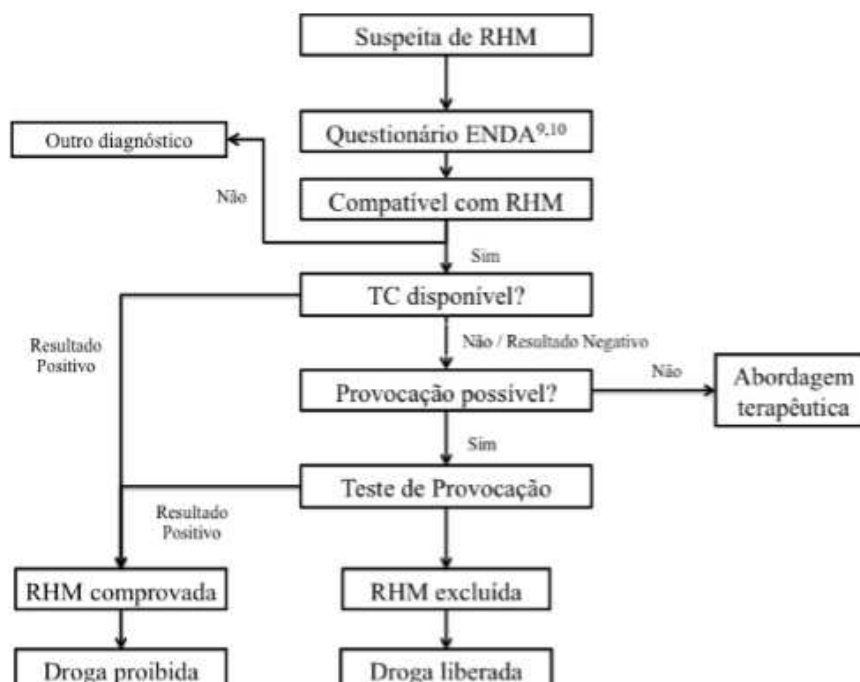 Suspeita de RHM
Questionário ENDA9,10
Outro diagnóstico
Compatível com RHM
Não
Sim
TC disponível?
Resultado
Positivo
Não / Resultado Negativo
Provocação possível?
Não
Abordagem
terapêutica
Sim
Teste de Provocação
Resultado
Positivo
RHM comprovada
RHM excluída
Droga proibida
Droga liberada